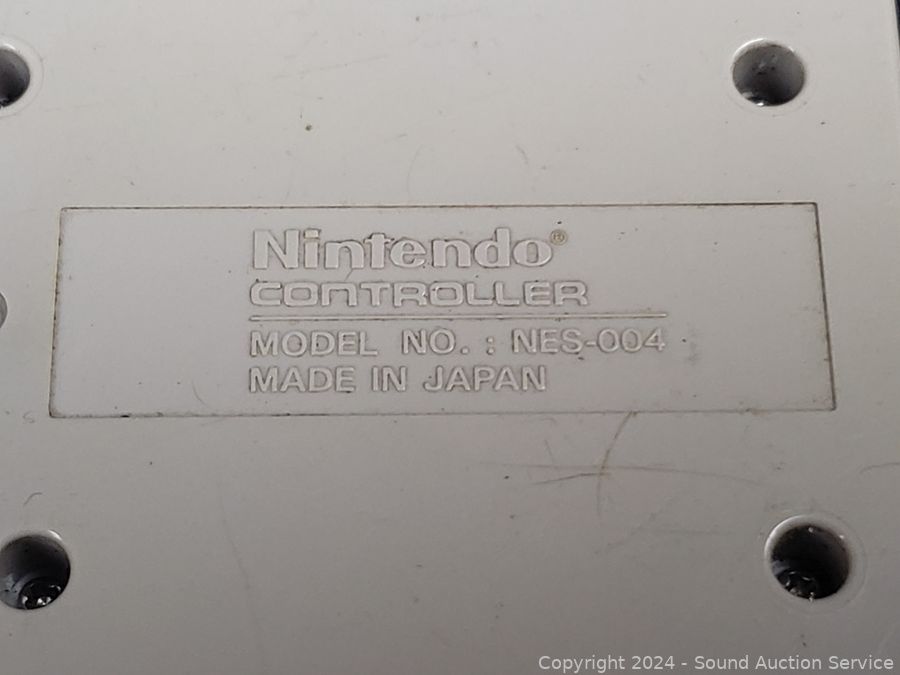 Nintendo®
CONTROLLER
MODEL NO. : NES-004
MADE IN JAPAN
Copyright 2024 - Sound Auction Service